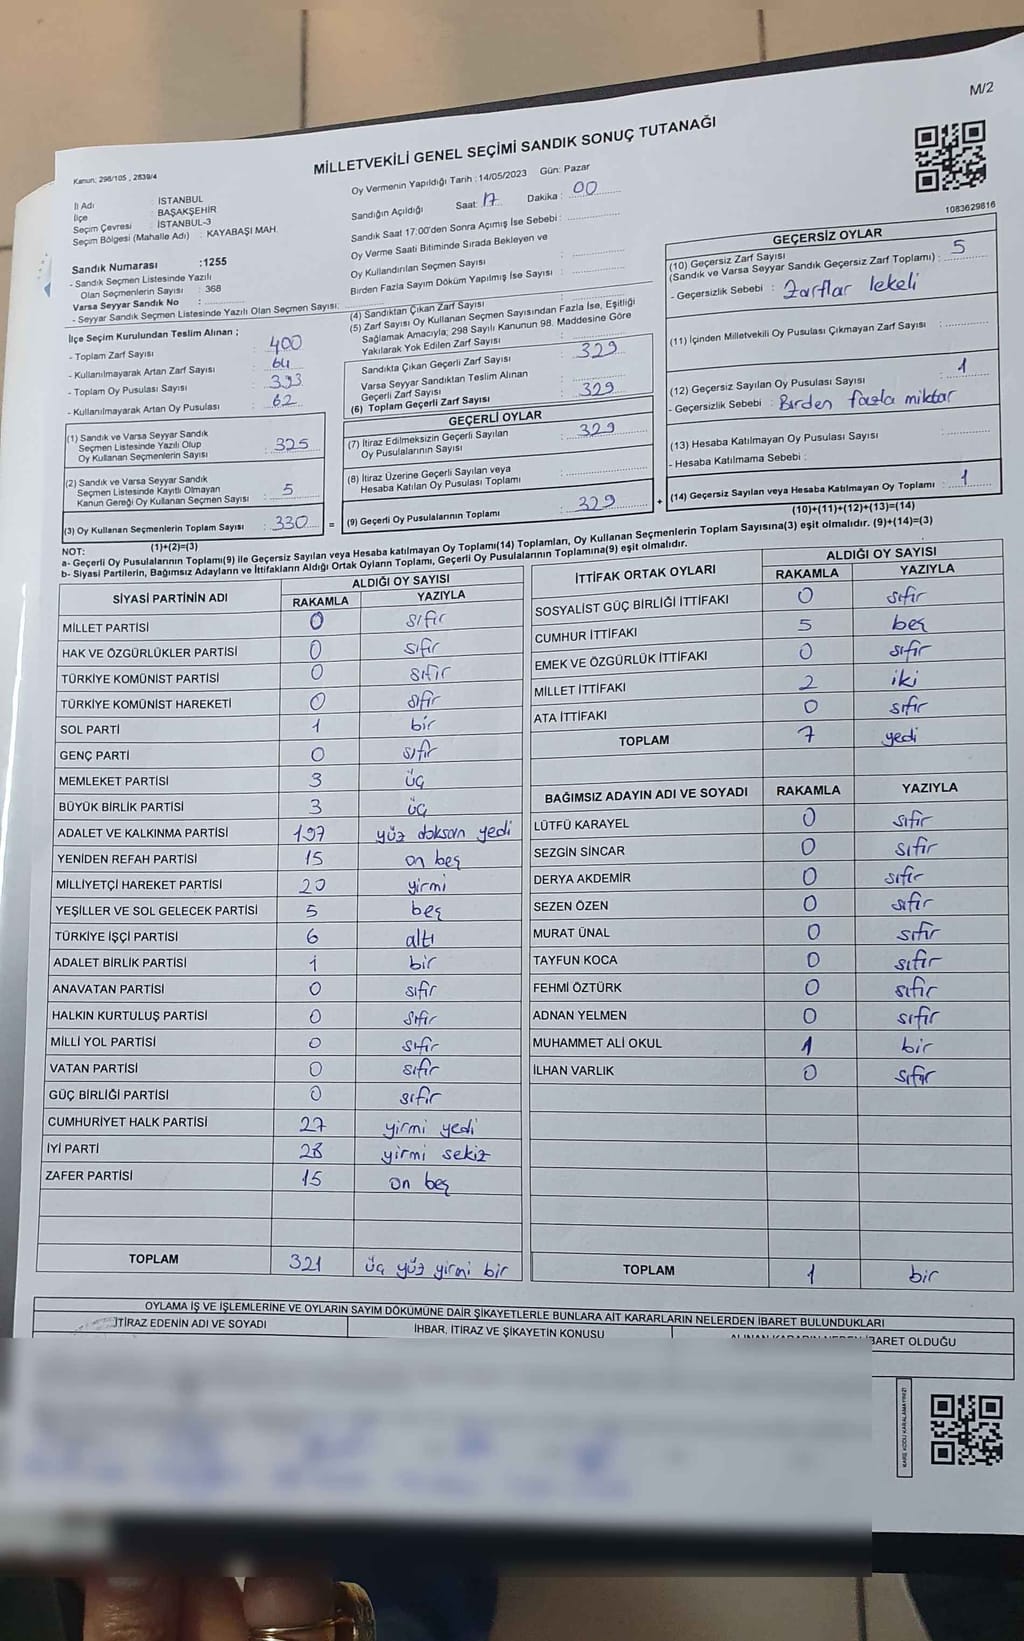 M/2
Kanun: 298/105, 2839/4
MİLLETVEKİLİ GENEL SEÇİMİ SANDIK SONUÇ TUTANAĞI
1083629816
İl Adı : İSTANBUL
İlçe : BAŞAKŞEHİR
Seçim Çevresi : İSTANBUL-3
Seçim Bölgesi (Mahalle Adı) : KAYABAŞI MAH.
Sandık Numarası :1255
- Sandık Seçmen Listesinde Yazılı
Olan Seçmenlerin Sayısı : 368
Varsa Seyyar Sandık No :
- Seyyar Sandık Seçmen Listesinde Yazılı Olan Seçmen Sayısı:
Oy Vermenin Yapıldığı Tarih : 14/05/2023 Gün: Pazar
Sandığın Açıldığı Saat: 17 Dakika : 00
Sandık Saat 17:00'den Sonra Açımış İse Sebebi :
Oy Verme Saati Bitiminde Sırada Bekleyen ve
Oy Kullandırılan Seçmen Sayısı :
Birden Fazla Sayım Döküm Yapılmış İse Sayısı :
İlçe Seçim Kurulundan Teslim Alınan ;
- Toplam Zarf Sayısı : 400
- Kullanılmayarak Artan Zarf Sayısı : 64
- Toplam Oy Pusulası Sayısı : 393
- Kullanılmayarak Artan Oy Pusulası : 62
(1) Sandık ve Varsa Seyyar Sandık
Seçmen Listesinde Yazılı Olup
Oy Kullanan Seçmenlerin Sayısı : 325
(2) Sandık ve Varsa Seyyar Sandık
Seçmen Listesinde Kayıtlı Olmayan
Kanun Gereği Oy Kullanan Seçmen Sayısı : 5
(3) Oy Kullanan Seçmenlerin Toplam Sayısı : 330 =
(1)+(2)=(3)
(4) Sandıktan Çıkan Zarf Sayısı :
(5) Zarf Sayısı Oy Kullanan Seçmen Sayısından Fazla İse, Eşitliği
Sağlamak Amacıyla; 298 Sayılı Kanunun 98. Maddesine Göre
Yakılarak Yok Edilen Zarf Sayısı :
Sandıkta Çıkan Geçerli Zarf Sayısı : 329
Varsa Seyyar Sandıktan Teslim Alınan
Geçerli Zarf Sayısı :
(6) Toplam Geçerli Zarf Sayısı : 329
GEÇERLİ OYLAR
(7) İtiraz Edilmeksizin Geçerli Sayılan
Oy Pusulalarının Sayısı : 329
(8) İtiraz Üzerine Geçerli Sayılan veya
Hesaba Katılan Oy Pusulası Toplamı :
(9) Geçerli Oy Pusulalarının Toplamı : 329 +
GEÇERSİZ OYLAR
(10) Geçersiz Zarf Sayısı
(Sandık ve Varsa Seyyar Sandık Geçersiz Zarf Toplamı) : 5
- Geçersizlik Sebebi : Zarflar lekeli
(11) İçinden Milletvekili Oy Pusulası Çıkmayan Zarf Sayısı :
(12) Geçersiz Sayılan Oy Pusulası Sayısı : 1
- Geçersizlik Sebebi : Birden fazla miktar
(13) Hesaba Katılmayan Oy Pusulası Sayısı :
- Hesaba Katılmama Sebebi :
(14) Geçersiz Sayılan veya Hesaba Katılmayan Oy Toplamı : 1
(10)+(11)+(12)+(13)=(14)
NOT:
a- Geçerli Oy Pusulalarının Toplamı(9) ile Geçersiz Sayılan veya Hesaba katılmayan Oy Toplamı(14) Toplamları, Oy Kullanan Seçmenlerin Toplam Sayısına(3) eşit olmalıdır. (9)+(14)=(3)
b- Siyasi Partilerin, Bağımsız Adayların ve İttifakların Aldığı Ortak Oyların Toplamı, Geçerli Oy Pusulalarının Toplamına(9) eşit olmalıdır.
SİYASİ PARTİNİN ADI ALDIĞI OY SAYISI
RAKAMLA YAZIYLA
MİLLET PARTİSİ 0 sıfır
HAK VE ÖZGÜRLÜKLER PARTİSİ 0 sıfır
TÜRKİYE KOMÜNİST PARTİSİ 0 sıfır
TÜRKİYE KOMÜNİST HAREKETİ 0 sıfır
SOL PARTİ 1 bir
GENÇ PARTİ 0 sıfır
MEMLEKET PARTİSİ 3 üç
BÜYÜK BİRLİK PARTİSİ 3 üç
ADALET VE KALKINMA PARTİSİ 197 yüz doksan yedi
YENİDEN REFAH PARTİSİ 15 on beş
MİLLİYETÇİ HAREKET PARTİSİ 20 yirmi
YEŞİLLER VE SOL GELECEK PARTİSİ 5 beş
TÜRKİYE İŞÇİ PARTİSİ 6 altı
ADALET BİRLİK PARTİSİ 1 bir
ANAVATAN PARTİSİ 0 sıfır
HALKIN KURTULUŞ PARTİSİ 0 sıfır
MİLLİ YOL PARTİSİ 0 sıfır
VATAN PARTİSİ 0 sıfır
GÜÇ BİRLİĞİ PARTİSİ 0 sıfır
CUMHURİYET HALK PARTİSİ 27 yirmi yedi
İYİ PARTİ 28 yirmi sekiz
ZAFER PARTİSİ 15 on beş
TOPLAM 321 üç yüz yirmi bir
İTTİFAK ORTAK OYLARI ALDIĞI OY SAYISI
RAKAMLA YAZIYLA
SOSYALİST GÜÇ BİRLİĞİ İTTİFAKI 0 sıfır
CUMHUR İTTİFAKI 5 beş
EMEK VE ÖZGÜRLÜK İTTİFAKI 0 sıfır
MİLLET İTTİFAKI 2 iki
ATA İTTİFAKI 0 sıfır
TOPLAM 7 yedi
BAĞIMSIZ ADAYIN ADI VE SOYADI RAKAMLA YAZIYLA
LÜTFÜ KARAYEL 0 sıfır
SEZGİN SİNCAR 0 sıfır
DERYA AKDEMİR 0 sıfır
SEZEN ÖZEN 0 sıfır
MURAT ÜNAL 0 sıfır
TAYFUN KOCA 0 sıfır
FEHMİ ÖZTÜRK 0 sıfır
ADNAN YELMEN 0 sıfır
MUHAMMET ALİ OKUL 1 bir
İLHAN VARLIK 0 sıfır
TOPLAM 1 bir
OYLAMA İŞ VE İŞLEMLERİNE VE OYLARIN SAYIM DÖKÜMÜNE DAİR ŞİKAYETLERLE BUNLARA AİT KARARLARIN NELERDEN İBARET BULUNDUKLARI
İTİRAZ EDENİN ADI VE SOYADI
İHBAR, İTİRAZ VE ŞİKAYETİN KONUSU
OLDUĞU
KARE KODU KARALAMAYINIZ!